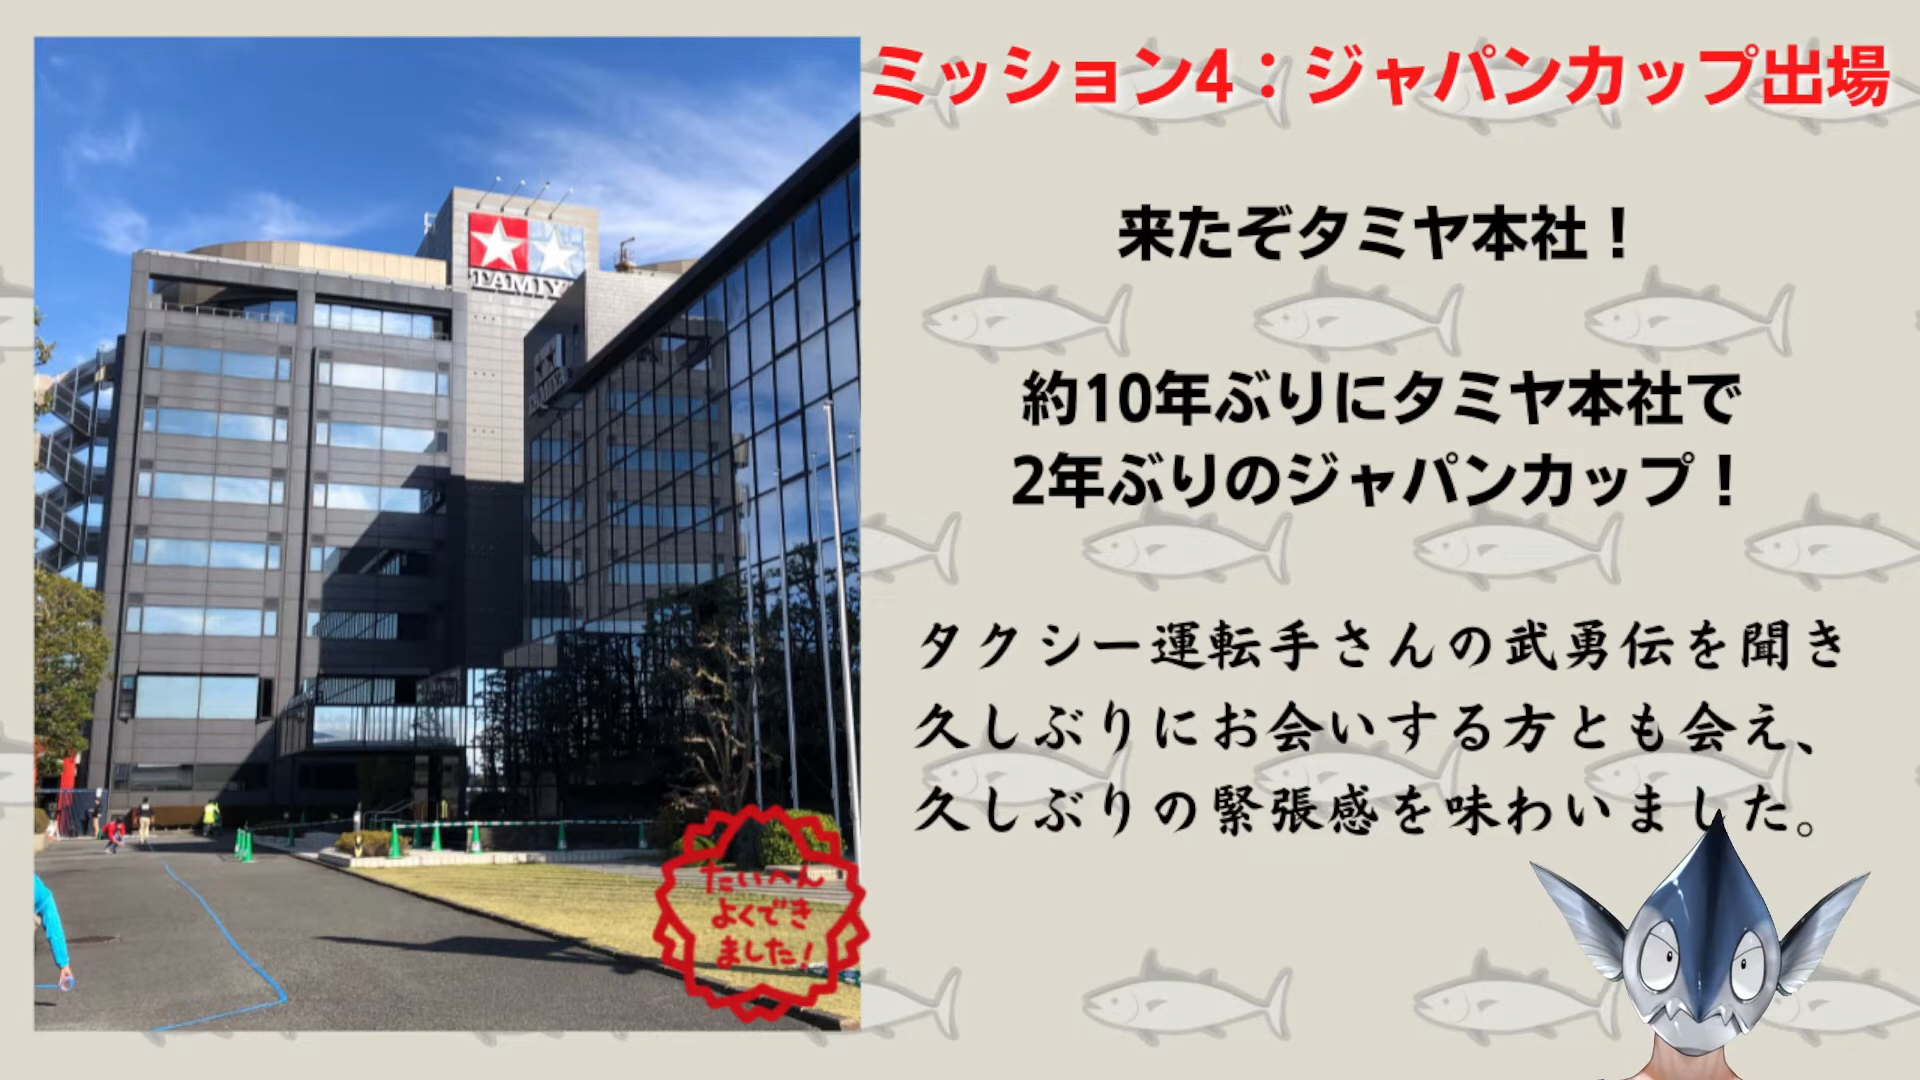 ミッション4：ジャパンカップ出場
来たぞタミヤ本社！
約10年ぶりにタミヤ本社で
2年ぶりのジャパンカップ！
タクシー運転手さんの武勇伝を聞き
久しぶりにお会いする方とも会え、
久しぶりの緊張感を味わいました。
TAMIY
たいへん
よくでき
ました!